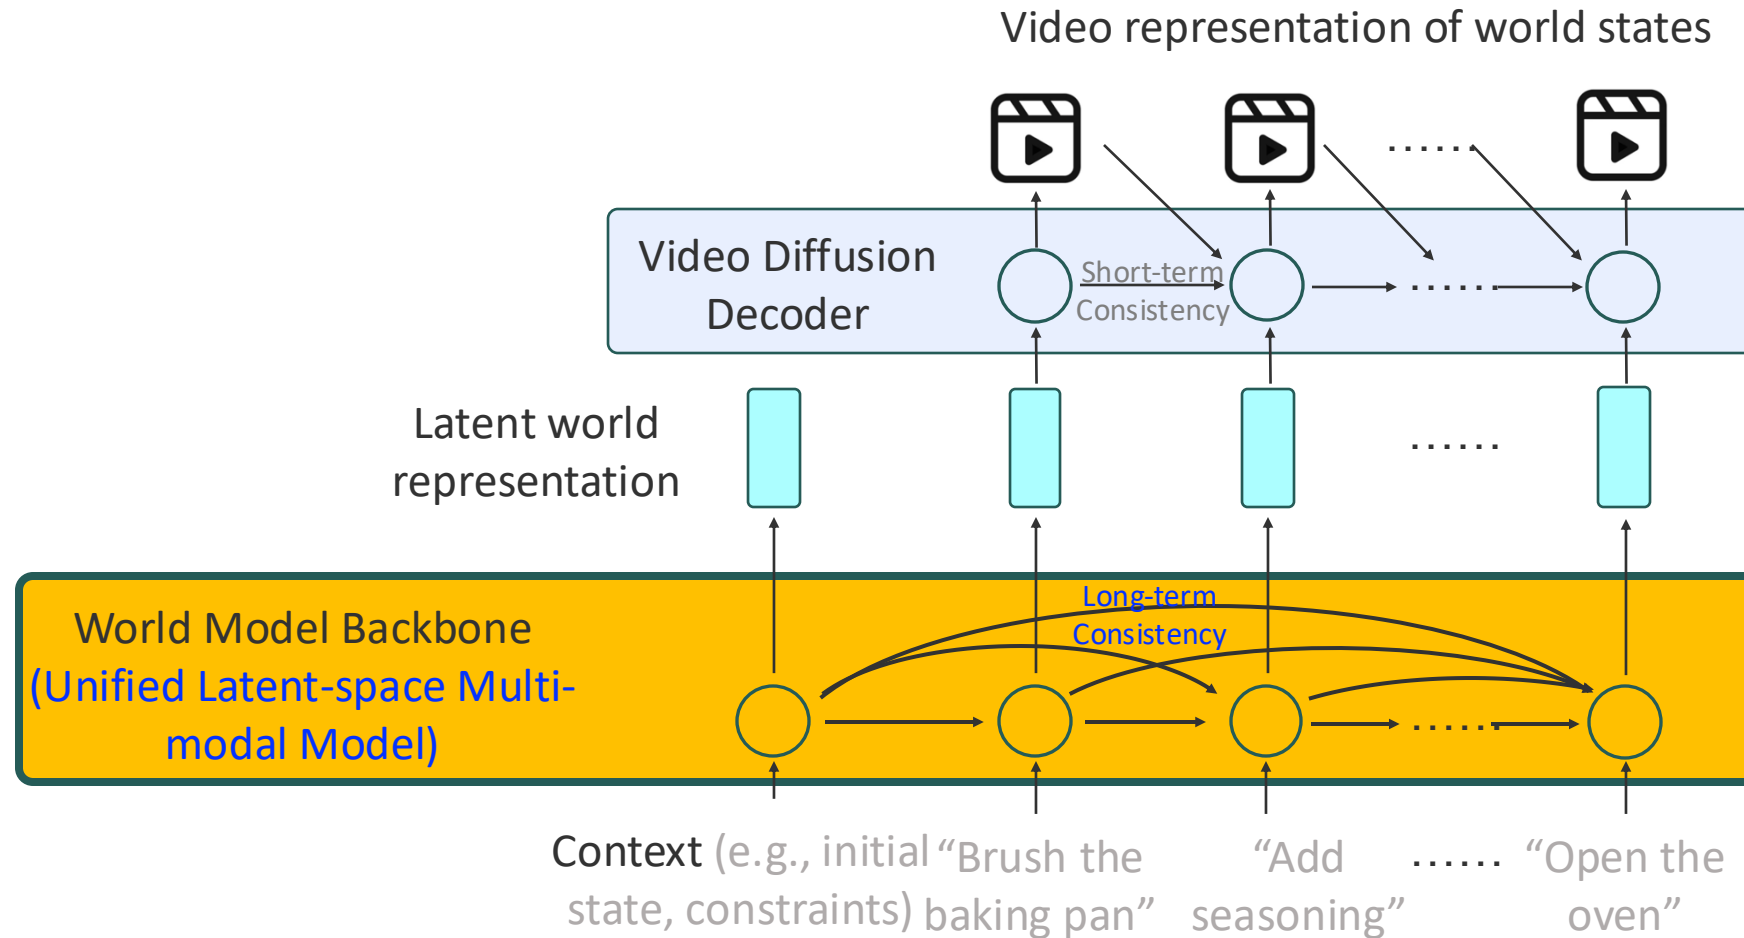 Video representation of world states
......
Video Diffusion
Decoder
Short-term
Consistency
......
Latent world
representation
......
World Model Backbone
(Unified Latent-space Multi-
modal Model)
Long-term
Consistency
......
Context (e.g., initial
state, constraints)
“Brush the
baking pan”
“Add
seasoning”
......
“Open the
oven”